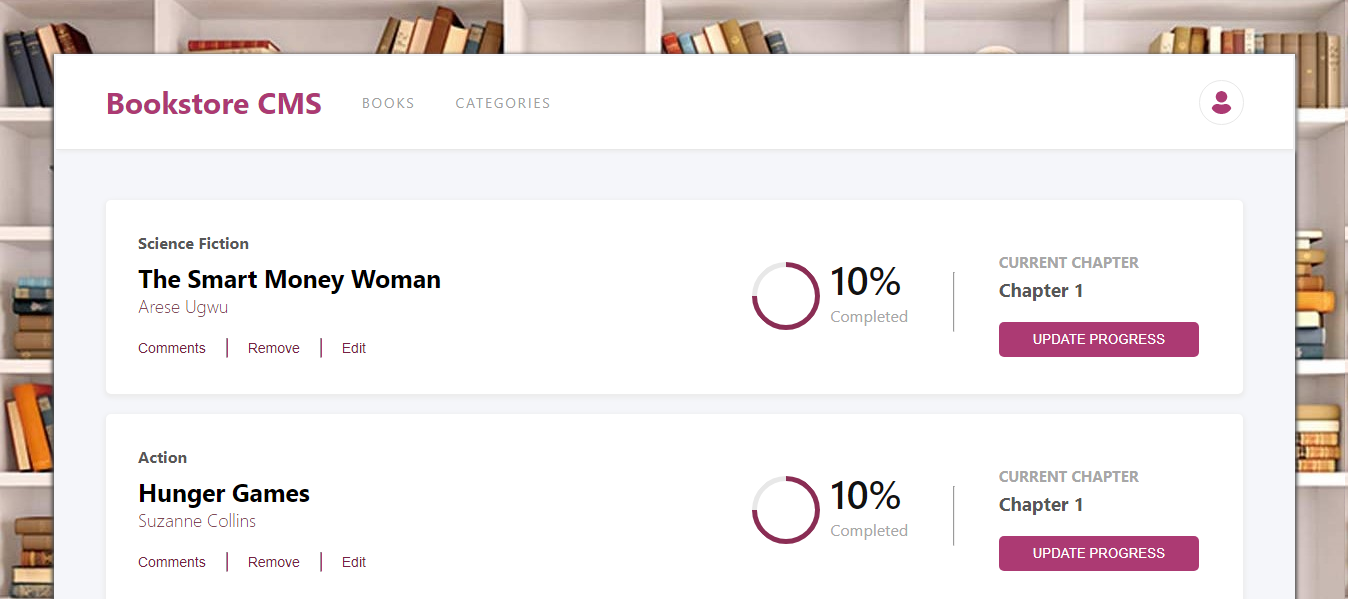 Bookstore CMS BOOKS CATEGORIES
Science Fiction
The Smart Money Woman
Arese Ugwu
Comments Remove Edit
10%
Completed
CURRENT CHAPTER
Chapter 1
UPDATE PROGRESS
Action
Hunger Games
Suzanne Collins
Comments Remove Edit
10%
Completed
CURRENT CHAPTER
Chapter 1
UPDATE PROGRESS